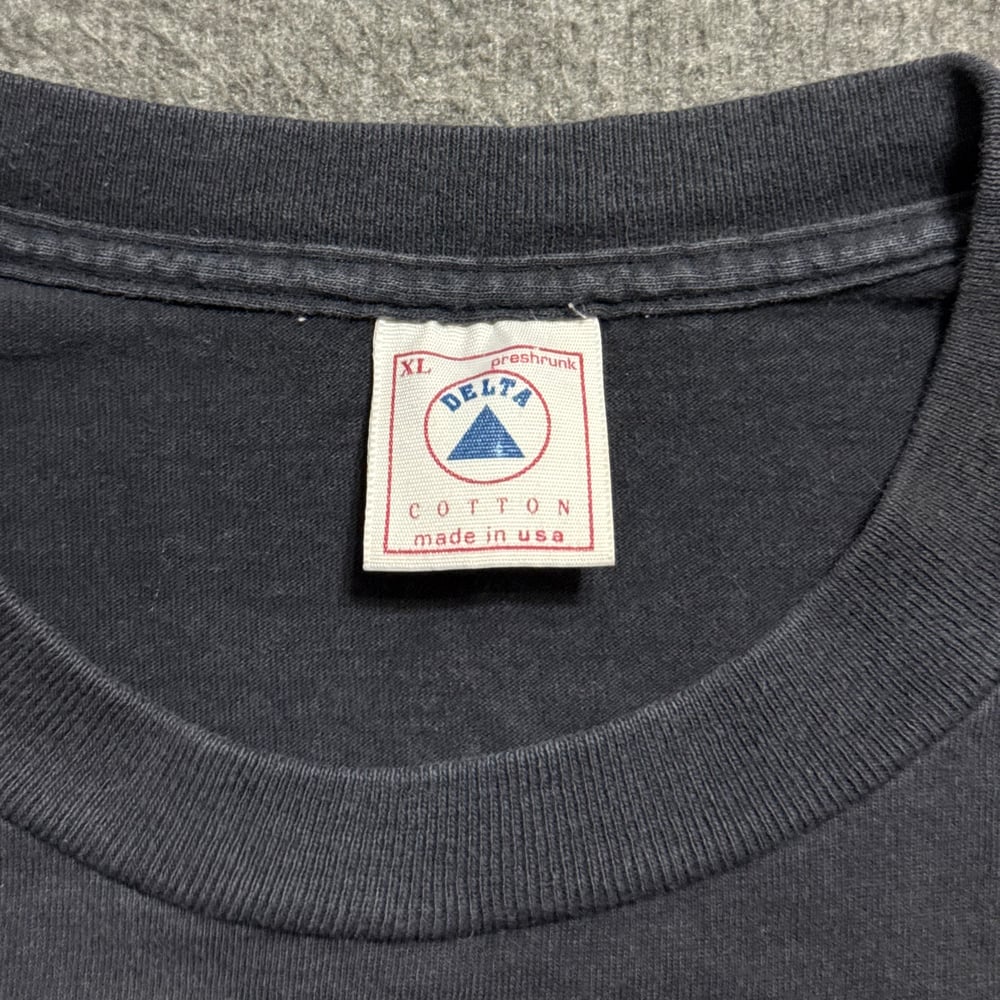 XL preshrunk
DELTA
COTTON
made in usa